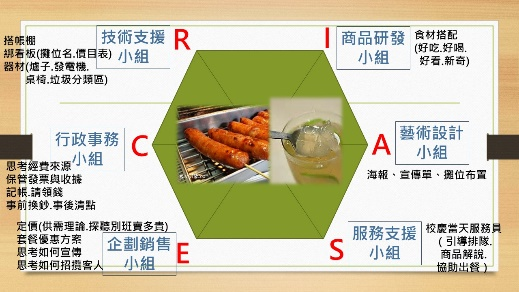 技術支援
小組
R
搭帳棚
綁看板(攤位名.價目表)
器材(爐子.發電機.
桌椅.垃圾分類區)
I
商品研發
小組
食材搭配
(好吃.好喝.
好看.新奇)
行政事務
小組
C
思考經費來源
保管發票與收據
記帳.請領錢
事前換鈔.事後清點
A
藝術設計
小組
海報、宣傳單、攤位布置
定價(供需理論.探聽別班賣多貴)
套餐優惠方案
思考如何宣傳
思考如何招攬客人
企劃銷售
小組
E
S
服務支援
小組
校慶當天服務員
( 引導排隊.
商品解說.
協助出餐 )